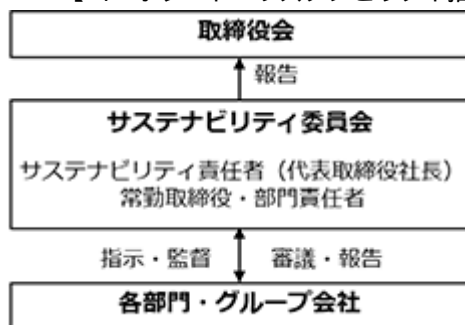 取締役会
報告
サステナビリティ委員会
サステナビリティ責任者（代表取締役社長）
常勤取締役・部門責任者
指示・監督 審議・報告
各部門・グループ会社